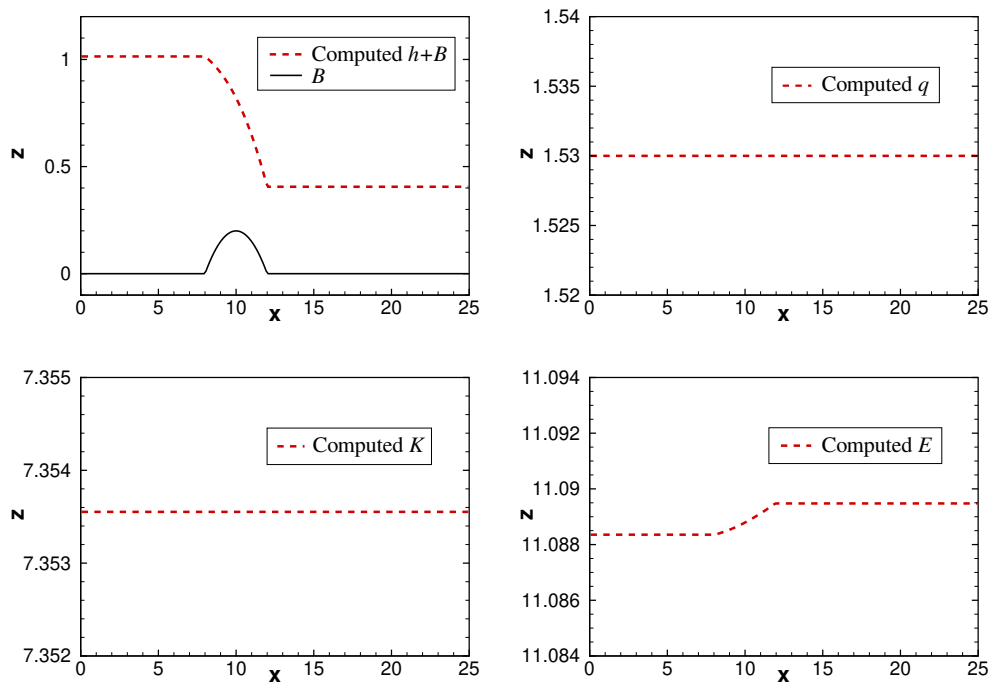 Computed h+B
B
z
1
0.5
0
0 5 10 15 20 25
x
Computed q
z
1.54
1.535
1.53
1.525
1.52
0 5 10 15 20 25
x
Computed K
z
7.355
7.354
7.353
7.352
0 5 10 15 20 25
x
Computed E
z
11.094
11.092
11.09
11.088
11.086
11.084
0 5 10 15 20 25
x